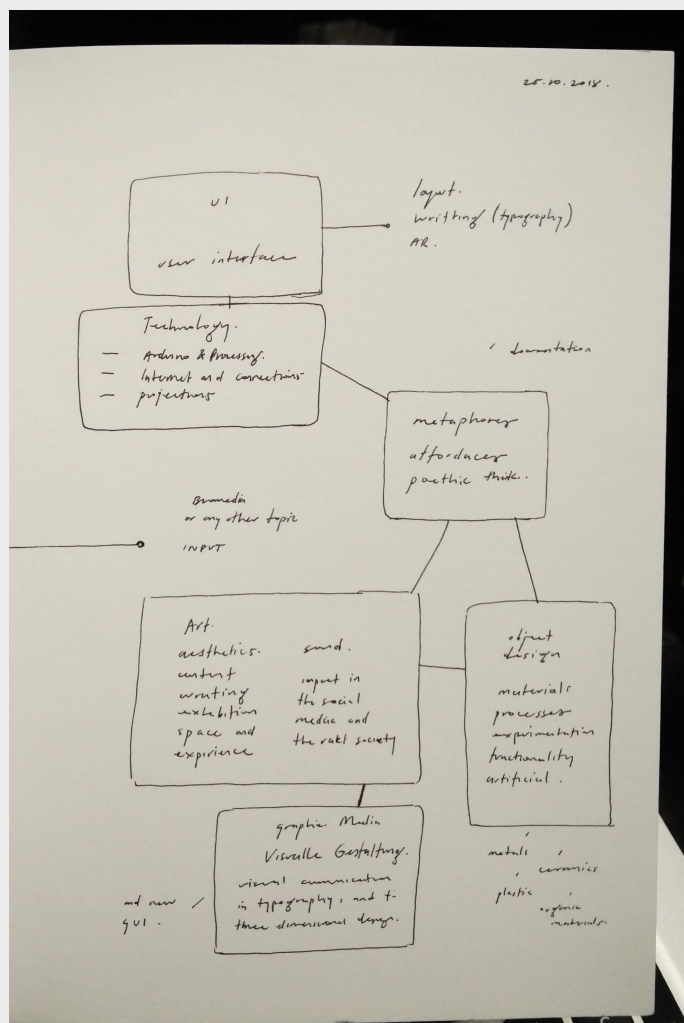 25.10.2018.
UI
user interface
layout.
writting (typography)
AR.
Technology.
— Arduino & Processing.
— Internet and connections
— projections
metaphores
affordaces
poethic think.
Biomedia
or any other topic
INPUT
Art.
aesthetics.
content
writing
exhibition
space and
experience
sound.
impact in
the social
media and
the society
object
design
materials
processes
experimentation
functionality
artificial.
graphic Media
Visuelle Gestaltung.
visual communication
in typography, and
three dimensional design.
and new
GUI.
metals
ceramics
plastic
organic
materials.